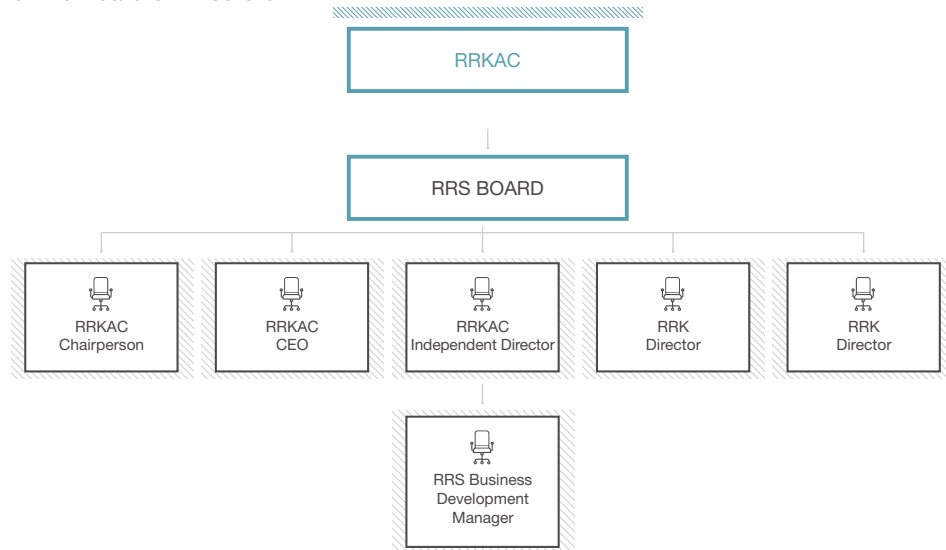 RRKAC
RRS BOARD
RRKAC
Chairperson
RRKAC
CEO
RRKAC
Independent Director
RRK
Director
RRK
Director
RRS Business
Development
Manager